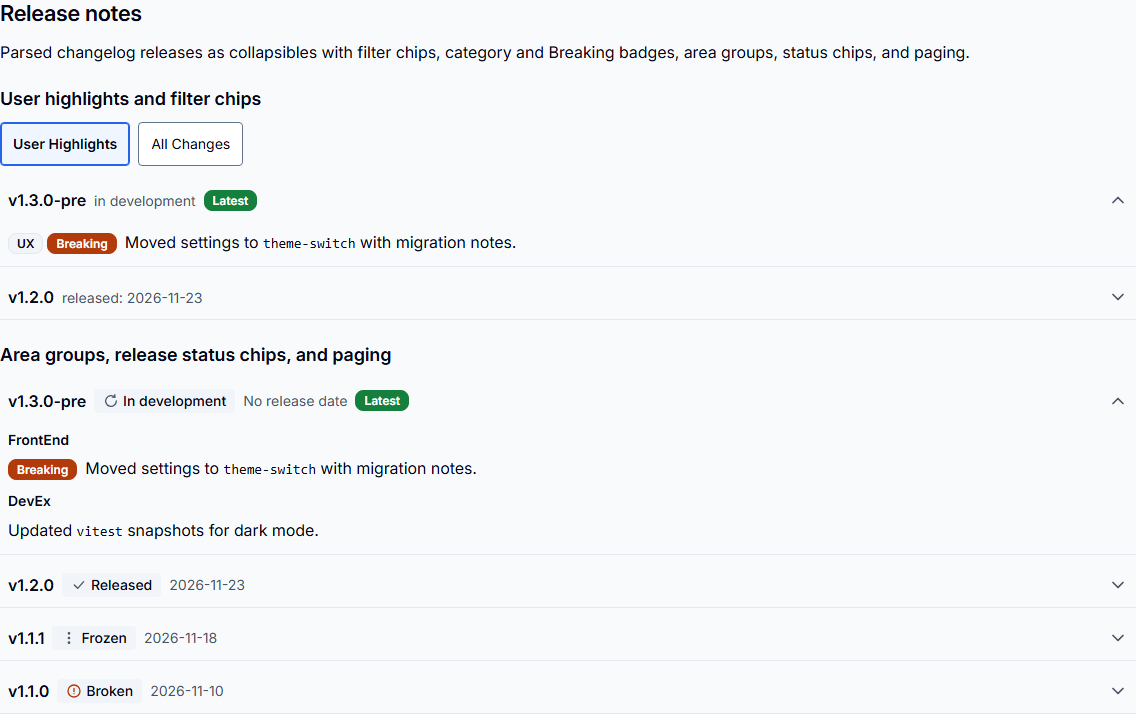 Release notes
Parsed changelog releases as collapsibles with filter chips, category and Breaking badges, area groups, status chips, and paging.
User highlights and filter chips
User Highlights All Changes
v1.3.0-pre in development Latest
UX Breaking Moved settings to theme-switch with migration notes.
v1.2.0 released: 2026-11-23
Area groups, release status chips, and paging
v1.3.0-pre In development No release date Latest
FrontEnd
Breaking Moved settings to theme-switch with migration notes.
DevEx
Updated vitest snapshots for dark mode.
v1.2.0 Released 2026-11-23
v1.1.1 Frozen 2026-11-18
v1.1.0 Broken 2026-11-10